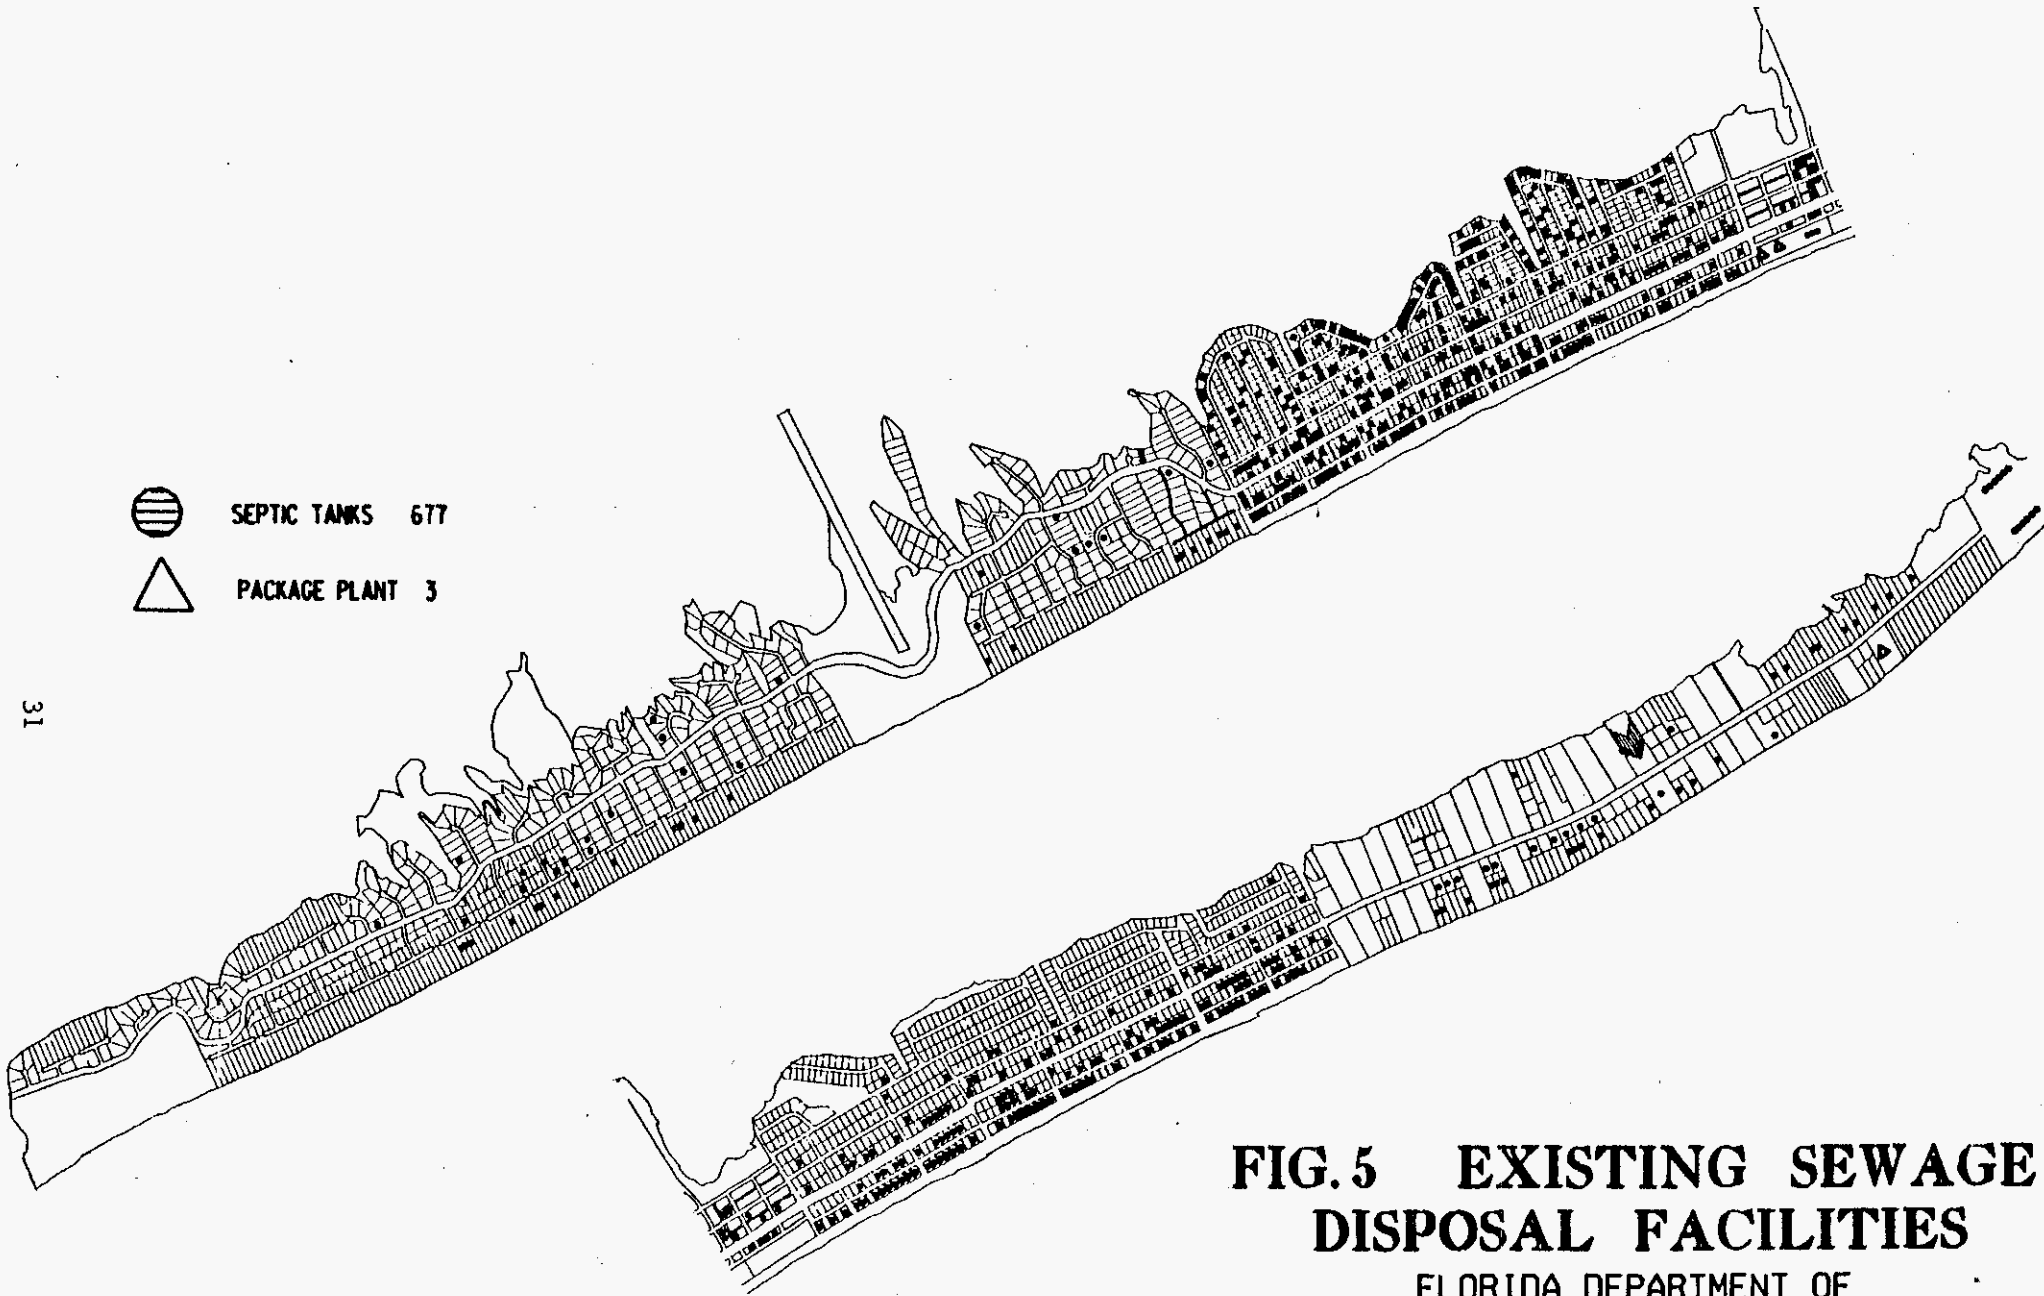 SEPTIC TANKS 677
PACKAGE PLANT 3
31
FIG. 5 EXISTING SEWAGE
DISPOSAL FACILITIES
FLORIDA DEPARTMENT OF